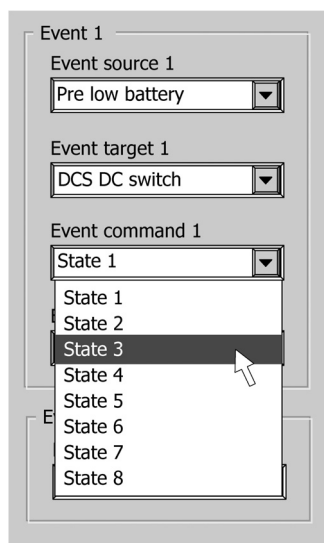 Event 1
Event source 1
Pre low battery
Event target 1
DCS DC switch
Event command 1
State 1
State 1
State 2
State 3
State 4
State 5
State 6
State 7
State 8